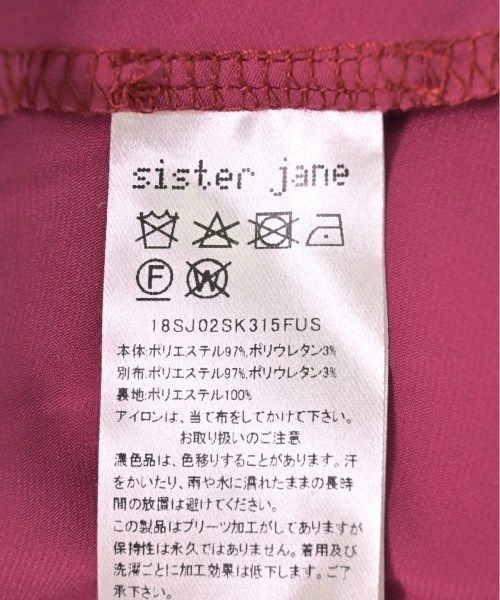 sister jane
F W
18SJ02SK315FUS
本体:ポリエステル97%,ポリウレタン3%
別布:ポリエステル97%,ポリウレタン3%
裏地:ポリエステル100%
アイロンは、当て布をしてかけて下さい。
お取り扱いのご注意
濃色品は、色移りすることがあります。汗
をかいたり、雨や水に濡れたままの長時
間の放置は避けてください。
この製品はプリーツ加工がしてありますが
保持性は永久ではありません。着用及び
洗濯ごとに加工効果は低下します。ご了
承下さい。